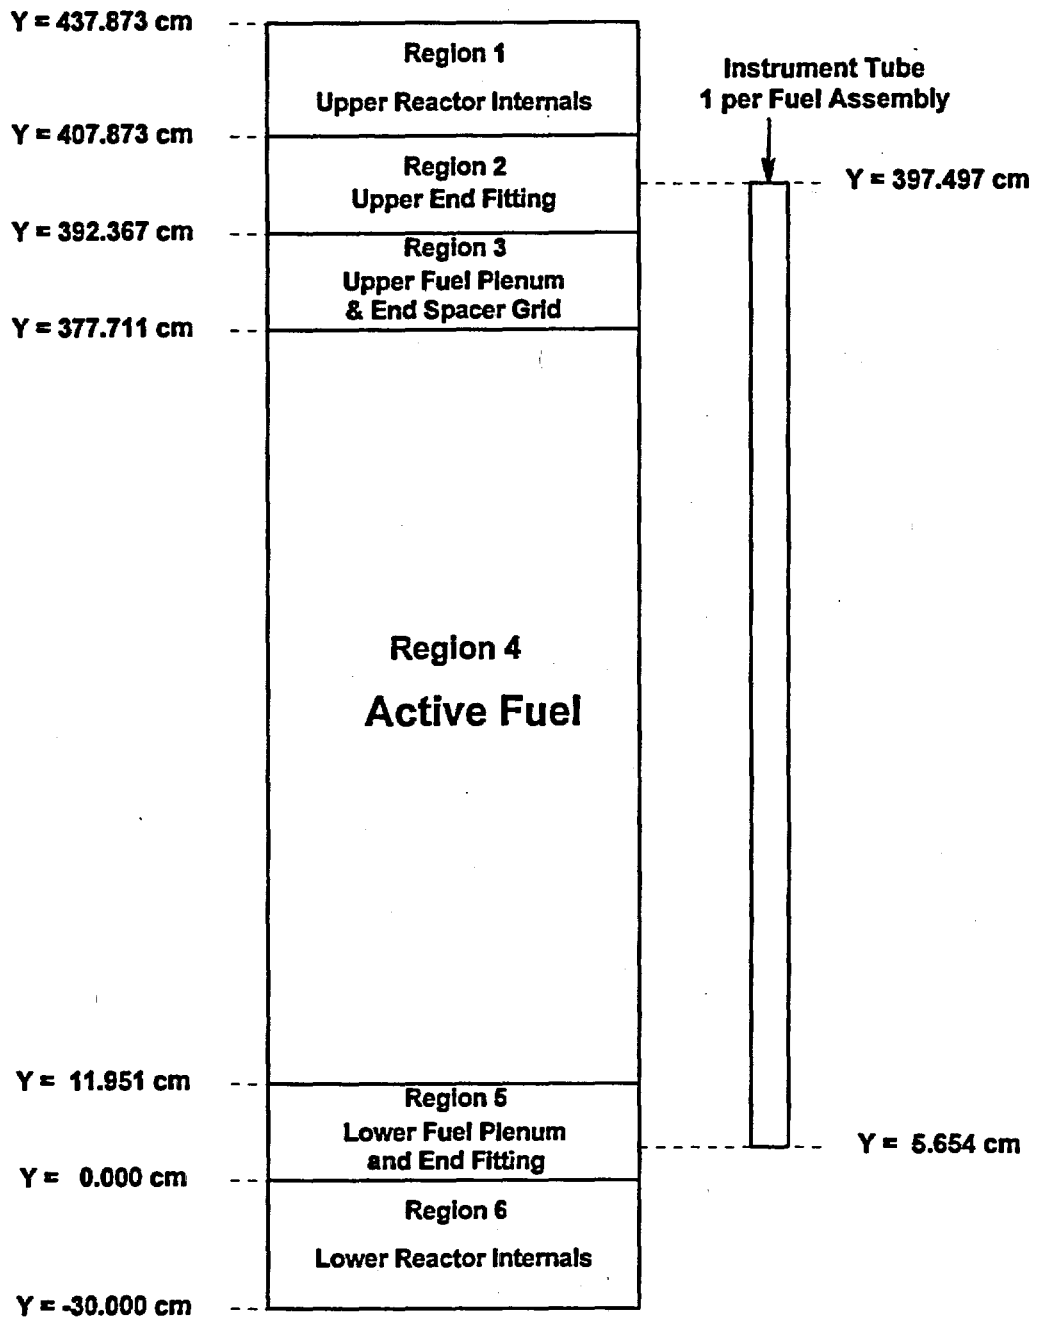 Y = 437.873 cm
Region 1
Upper Reactor Internals
Instrument Tube
1 per Fuel Assembly
Y = 407.873 cm
Region 2
Upper End Fitting
Y = 397.497 cm
Y = 392.367 cm
Region 3
Upper Fuel Plenum
& End Spacer Grid
Y = 377.711 cm
Region 4
Active Fuel
Y = 11.951 cm
Region 5
Lower Fuel Plenum
and End Fitting
Y = 5.654 cm
Y = 0.000 cm
Region 6
Lower Reactor Internals
Y = -30.000 cm